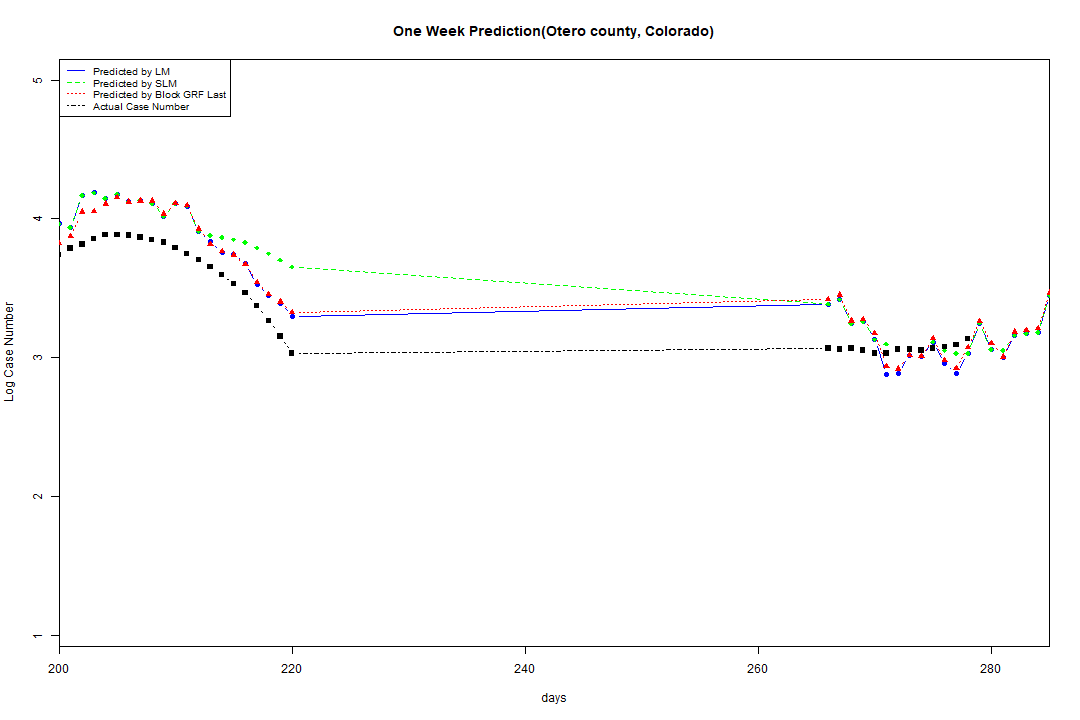 One Week Prediction(Otero county, Colorado)
Predicted by LM
Predicted by SLM
Predicted by Block GRF Last
Actual Case Number
5
4
3
2
1
Log Case Number
200 220 240 260 280
days